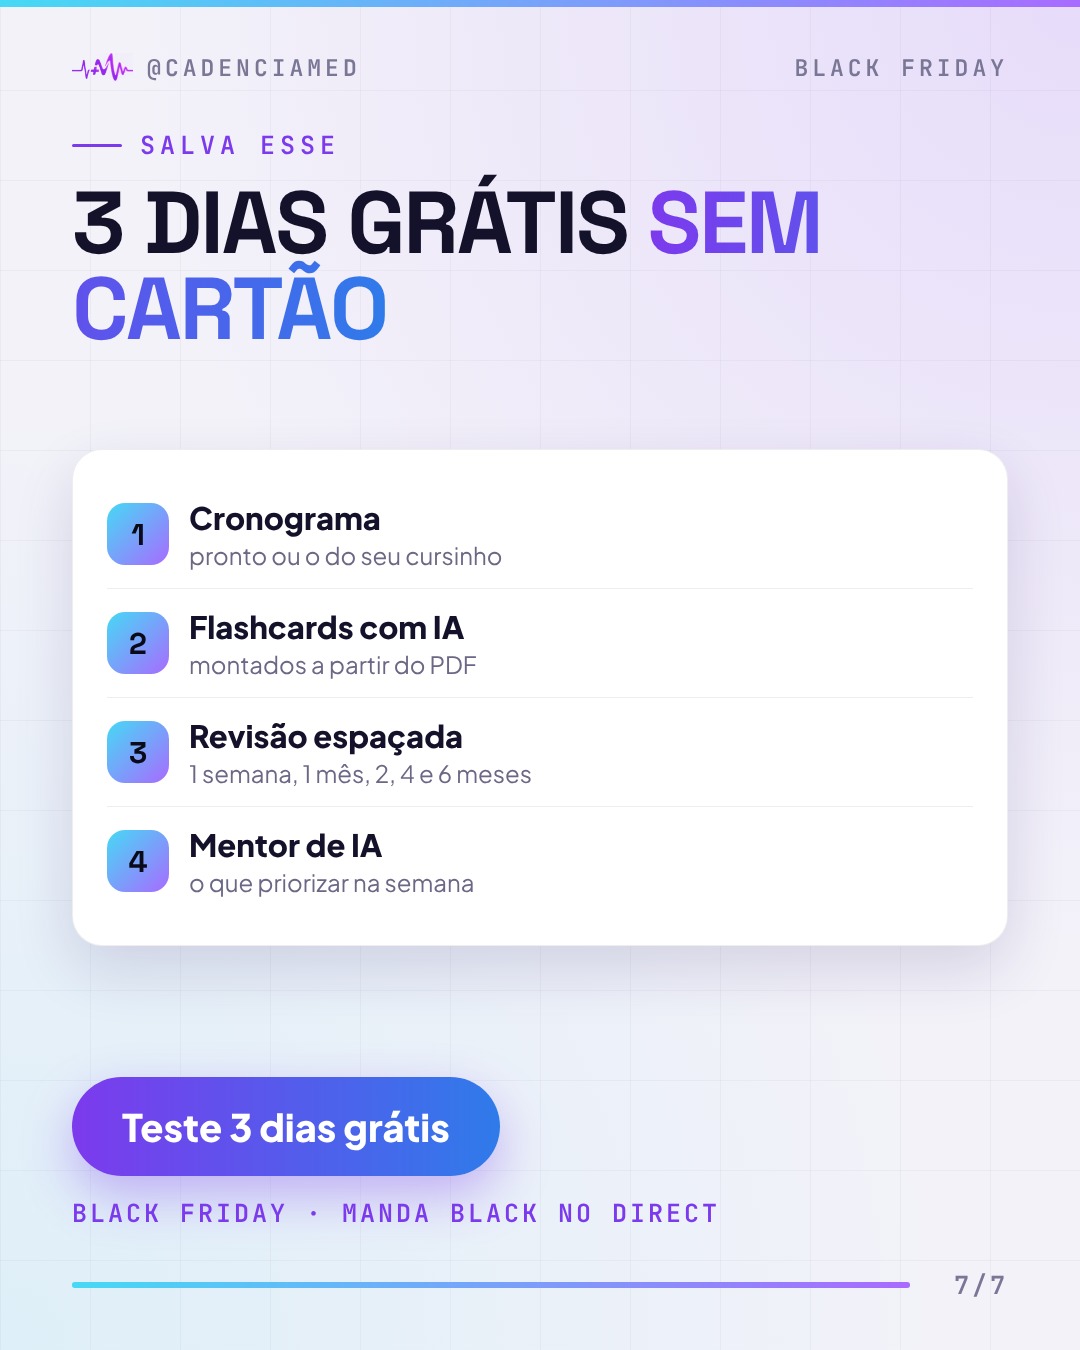 @CADENCIAMED
BLACK FRIDAY
SALVA ESSE
3 DIAS GRÁTIS SEM
CARTÃO
1
Cronograma
pronto ou o do seu cursinho
2
Flashcards com IA
montados a partir do PDF
3
Revisão espaçada
1 semana, 1 mês, 2, 4 e 6 meses
4
Mentor de IA
o que priorizar na semana
Teste 3 dias grátis
BLACK FRIDAY · MANDA BLACK NO DIRECT
7/7